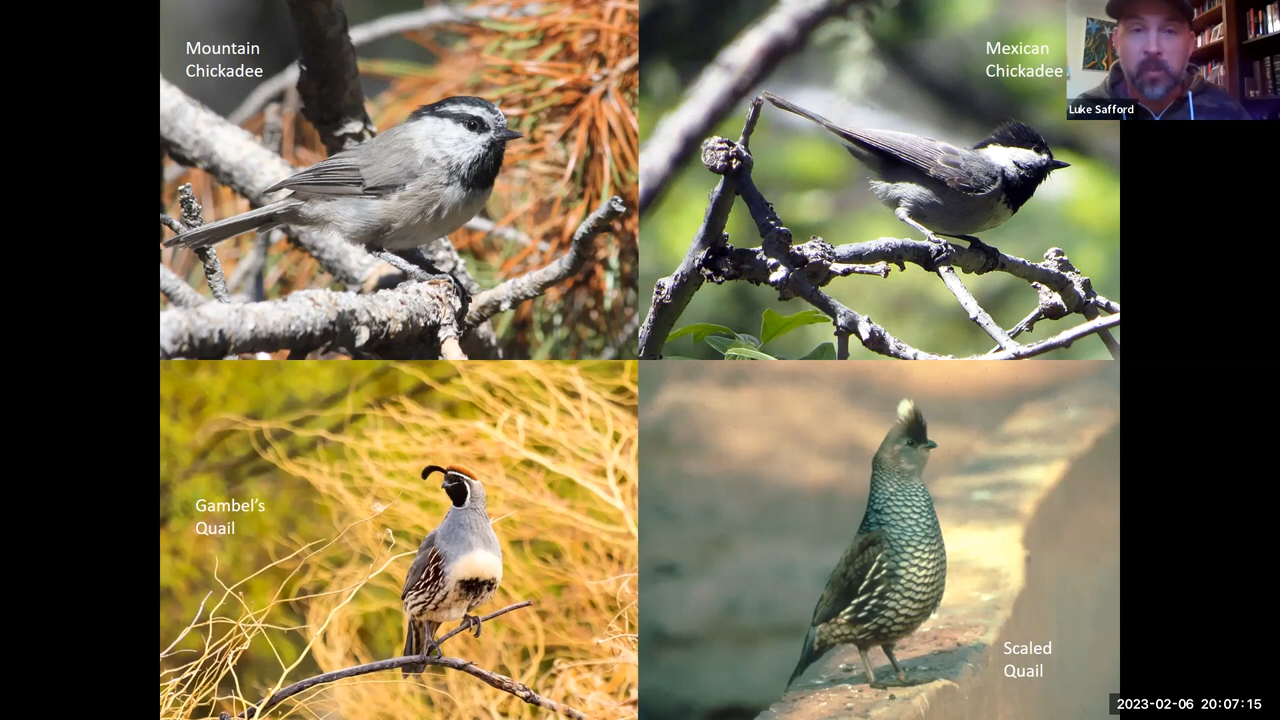 Mountain
Chickadee
Mexican
Chickadee
Luke Safford
Gambel's
Quail
Scaled
Quail
2023-02-06 20:07:15